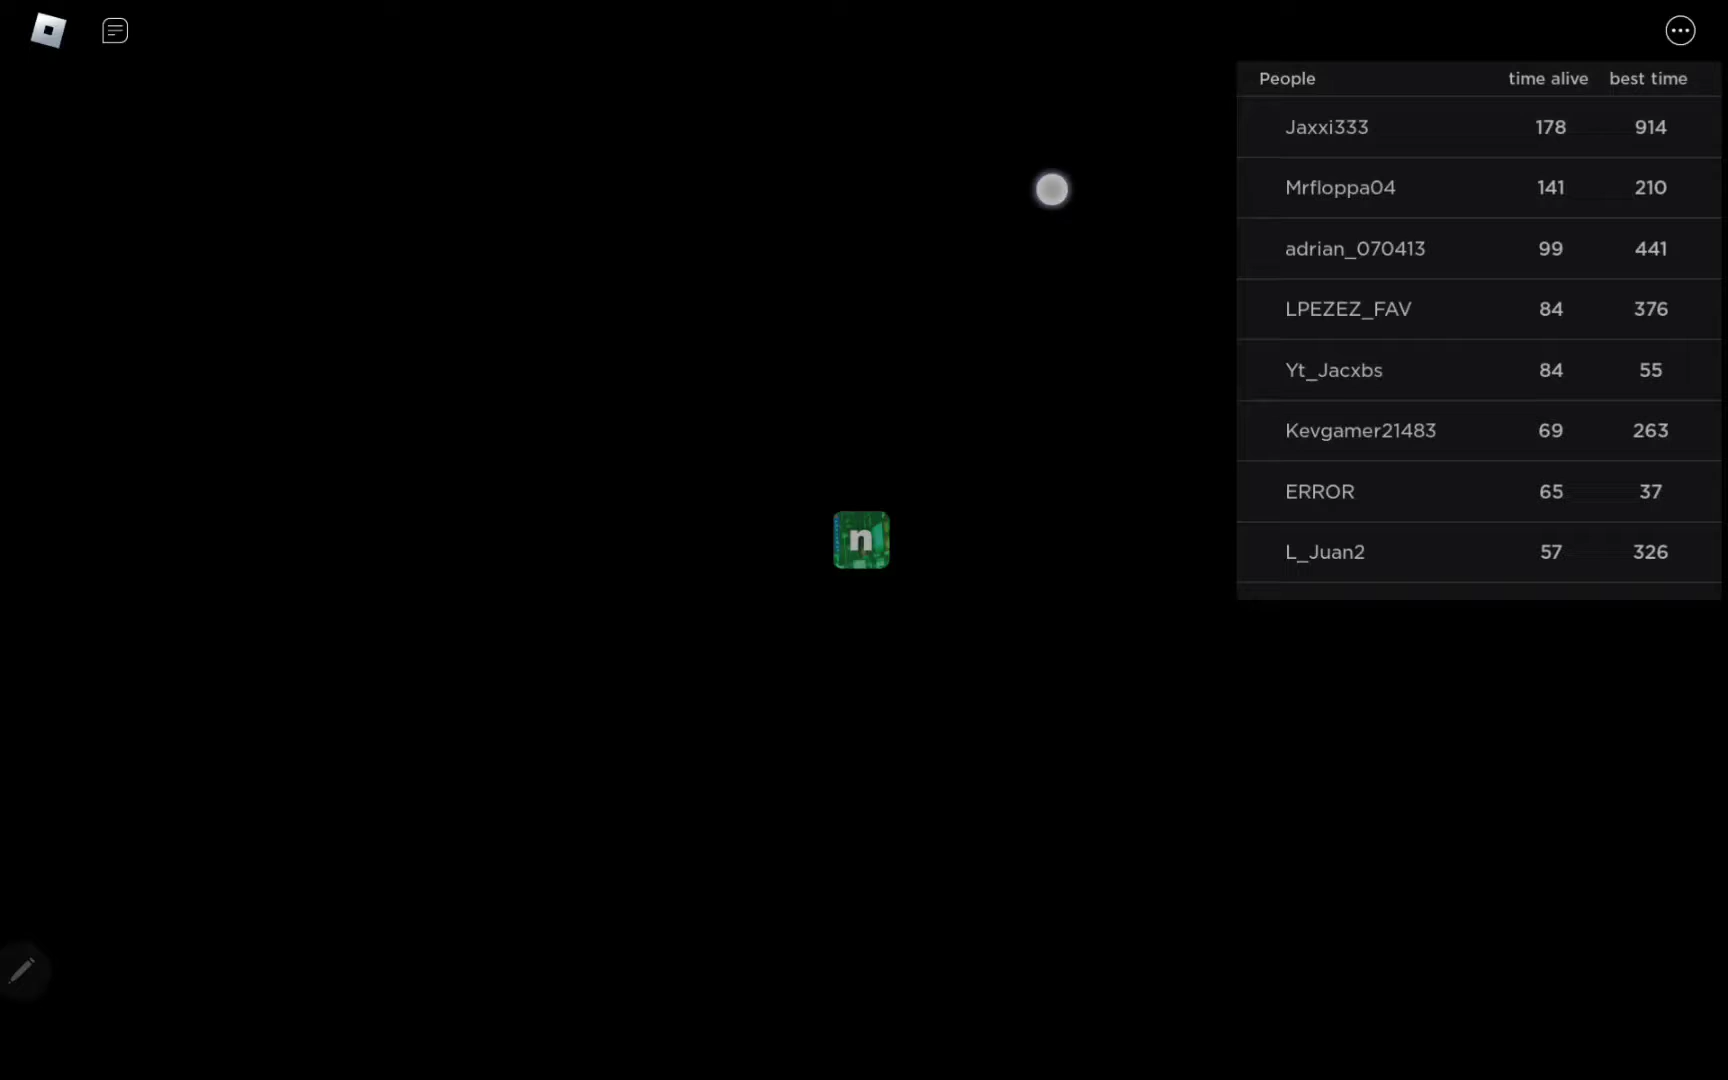 People time alive best time
Jaxxi333 178 914
Mrfloppa04 141 210
adrian_070413 99 441
LPEZEZ_FAV 84 376
Yt_Jacxbs 84 55
Kevgamer21483 69 263
ERROR 65 37
L_Juan2 57 326
n